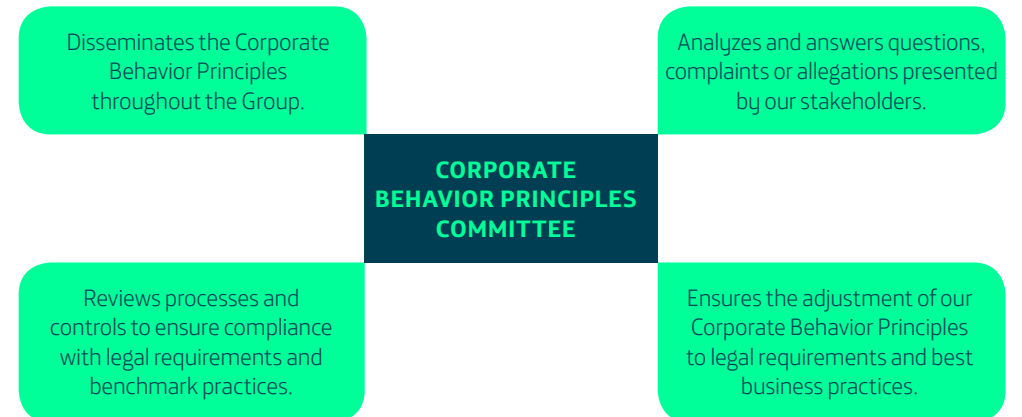 Disseminates the Corporate
Behavior Principles
throughout the Group.
Analyzes and answers questions,
complaints or allegations presented
by our stakeholders.
CORPORATE
BEHAVIOR PRINCIPLES
COMMITTEE
Reviews processes and
controls to ensure compliance
with legal requirements and
benchmark practices.
Ensures the adjustment of our
Corporate Behavior Principles
to legal requirements and best
business practices.